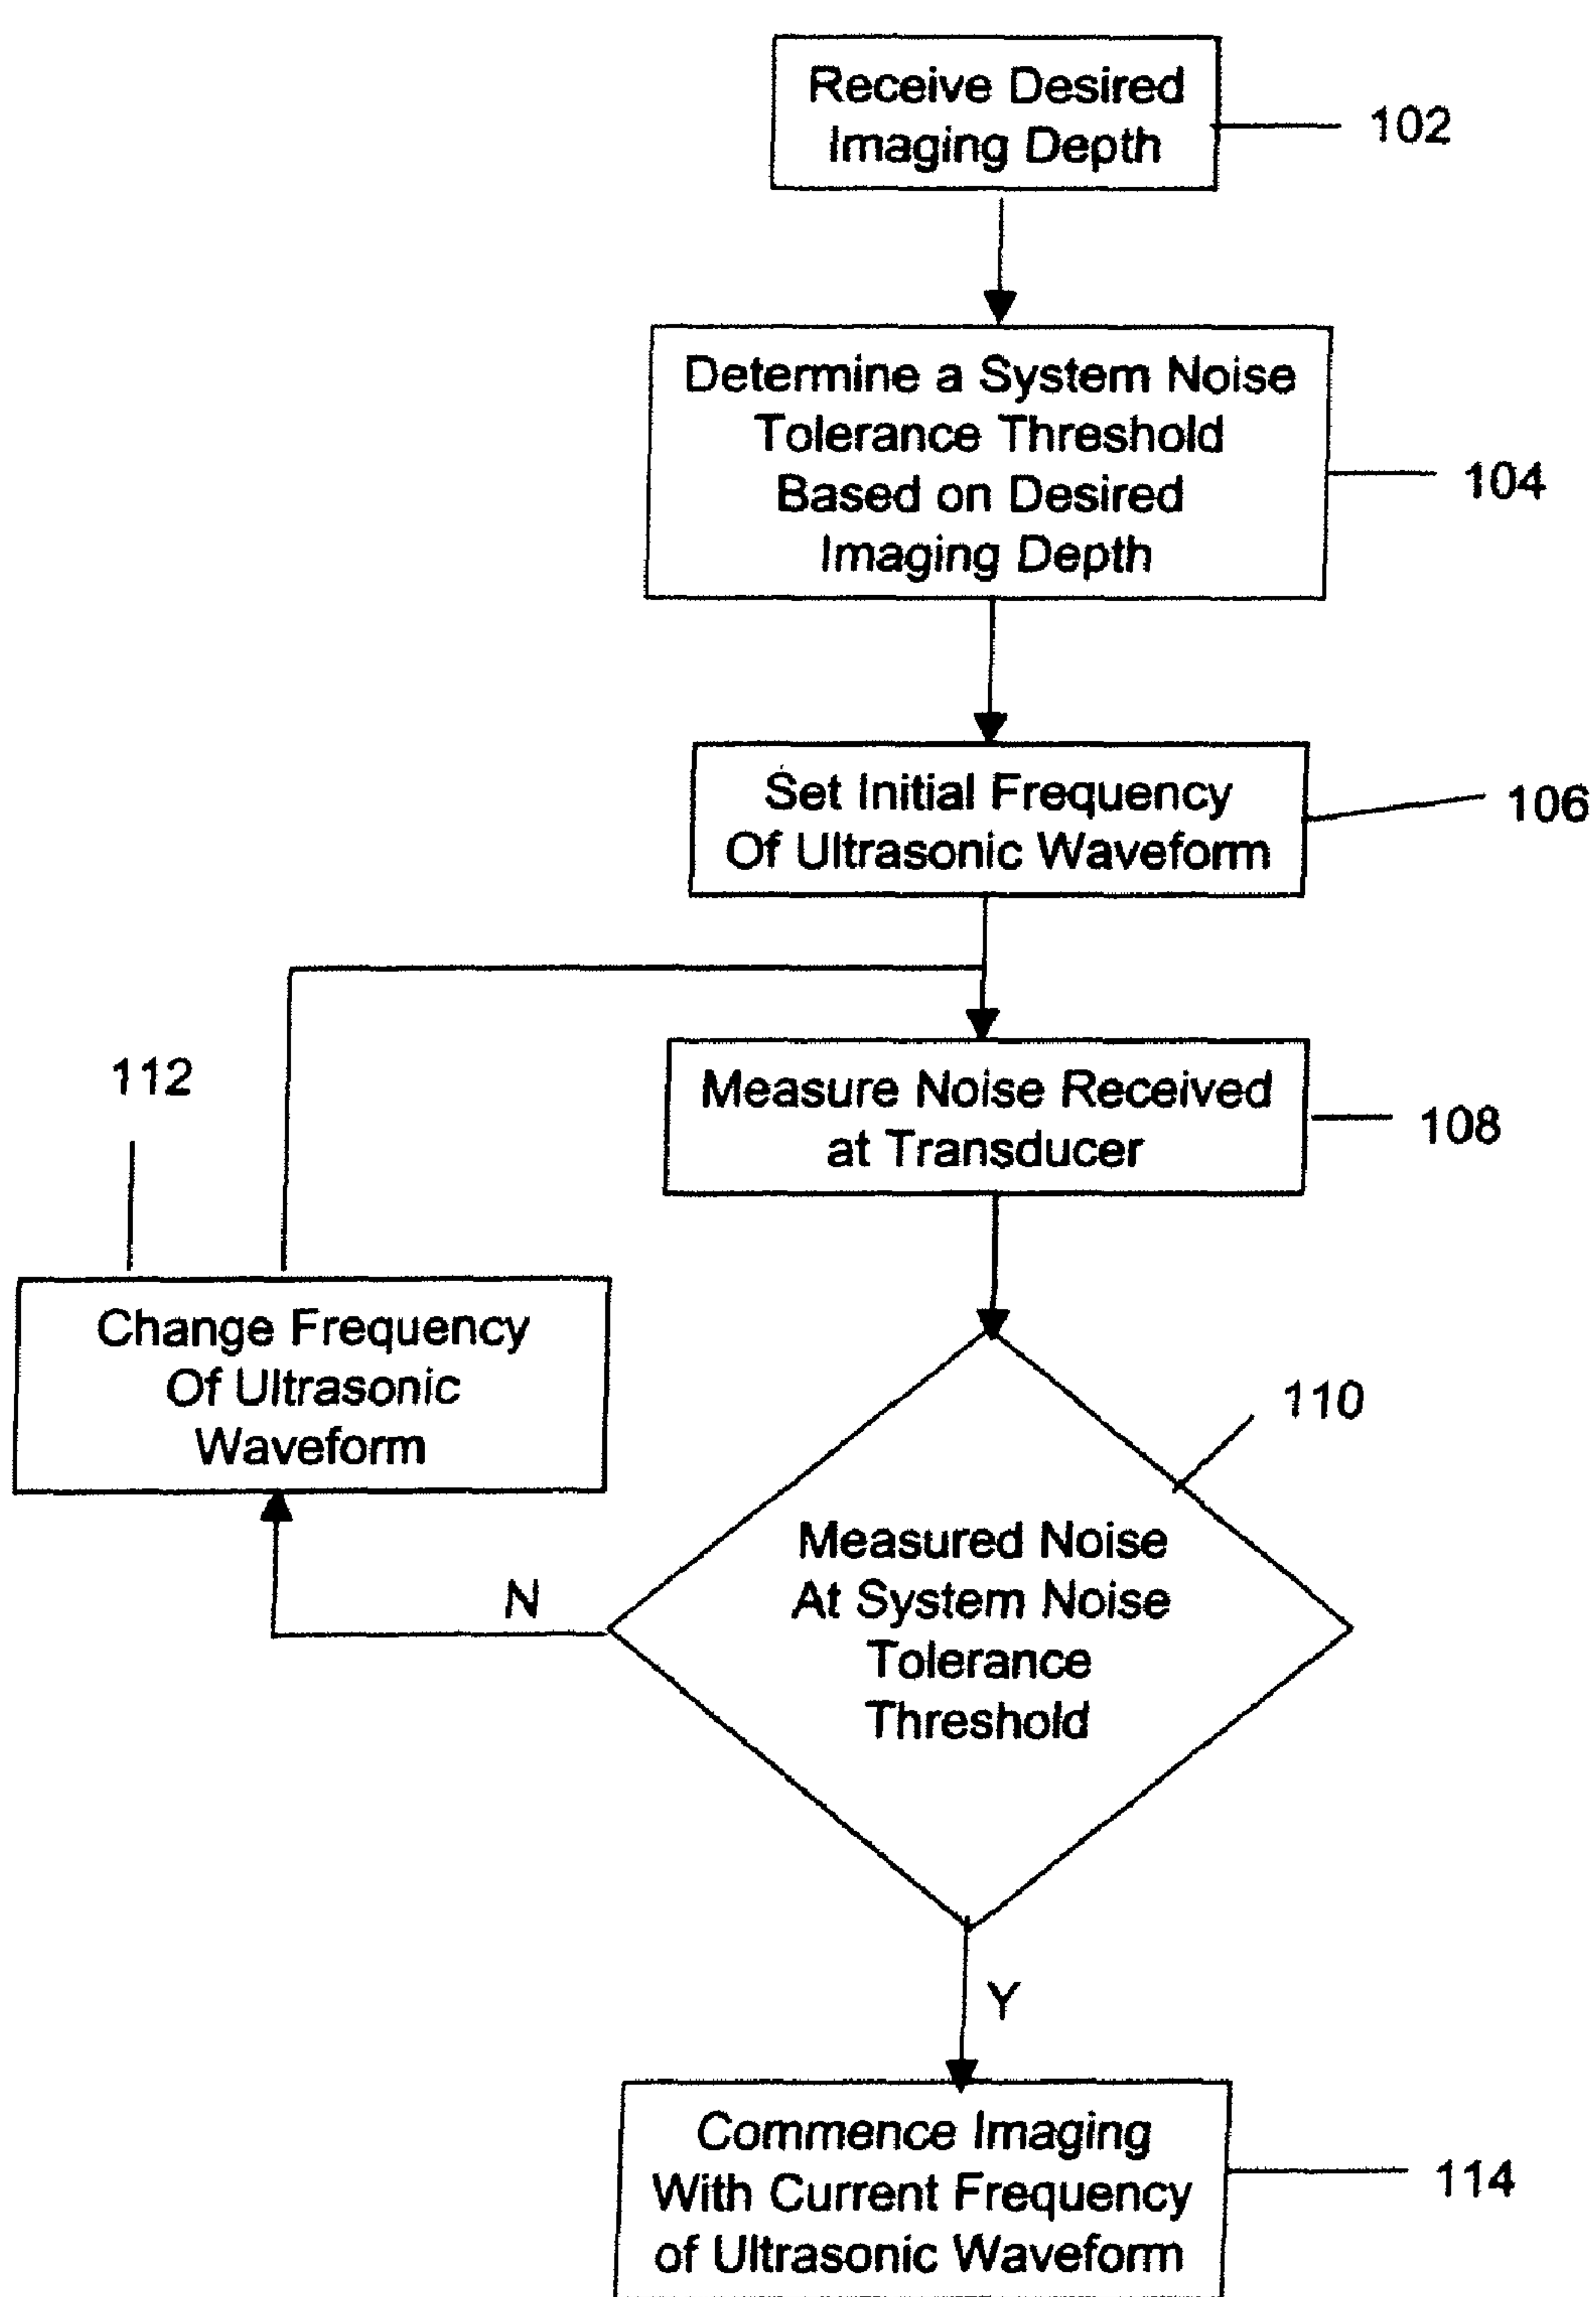 Receive Desired
Imaging Depth
102
Determine a System Noise
Tolerance Threshold
Based on Desired
Imaging Depth
104
Set Initial Frequency
Of Ultrasonic Waveform
106
Measure Noise Received
at Transducer
108
112
Change Frequency
Of Ultrasonic
Waveform
110
Measured Noise
At System Noise
Tolerance
Threshold
N
Y
Commence Imaging
With Current Frequency
of Ultrasonic Waveform
114